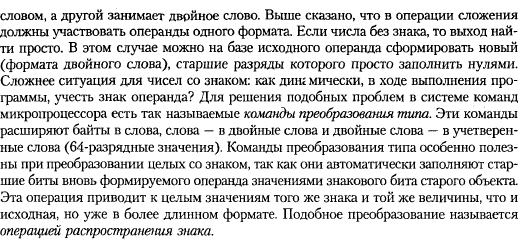 словом, а другой занимает двойное слово. Выше сказано, что в операции сложения
должны участвовать операнды одного формата. Если числа без знака, то выход най-
ти просто. В этом случае можно на базе исходного операнда сформировать новый
(формата двойного слова), старшие разряды которого просто заполнить нулями.
Сложнее ситуация для чисел со знаком: как динамически, в ходе выполнения про-
граммы, учесть знак операнда? Для решения подобных проблем в системе команд
микропроцессора есть так называемые команды преобразования типа. Эти команды
расширяют байты в слова, слова — в двойные слова и двойные слова — в учетверен-
ные слова (64-разрядные значения). Команды преобразования типа особенно полез-
ны при преобразовании целых со знаком, так как они автоматически заполняют стар-
шие биты вновь формируемого операнда значениями знакового бита старого объекта.
Эта операция приводит к целым значениям того же знака и той же величины, что и
исходная, но уже в более длинном формате. Подобное преобразование называется
операцией распространения знака.